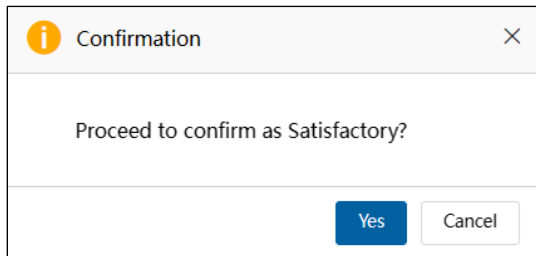 Confirmation
Proceed to confirm as Satisfactory?
Yes Cancel